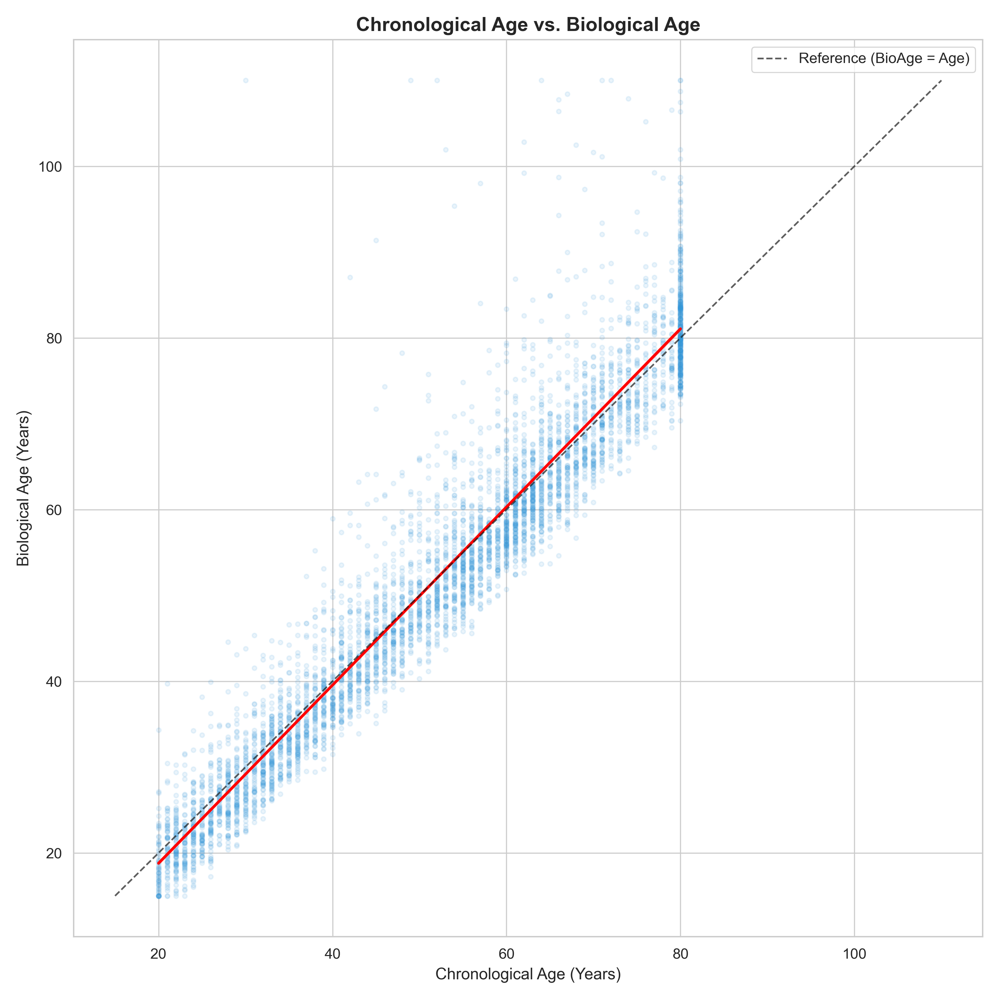 Chronological Age vs. Biological Age
Reference (BioAge = Age)
100
80
60
40
20
Biological Age (Years)
20 40 60 80 100
Chronological Age (Years)